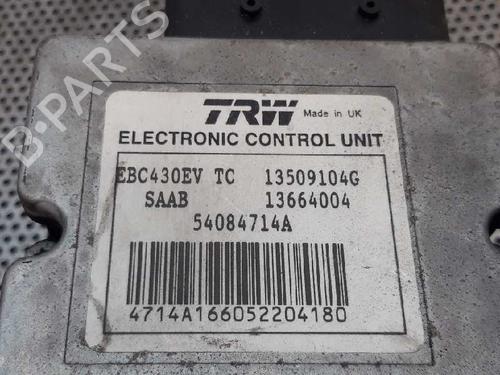 TRW Made in UK
ELECTRONIC CONTROL UNIT
EBC430EV TC 13509104G
SAAB 13664004
54084714A
4714A166052204180
B-PARTS